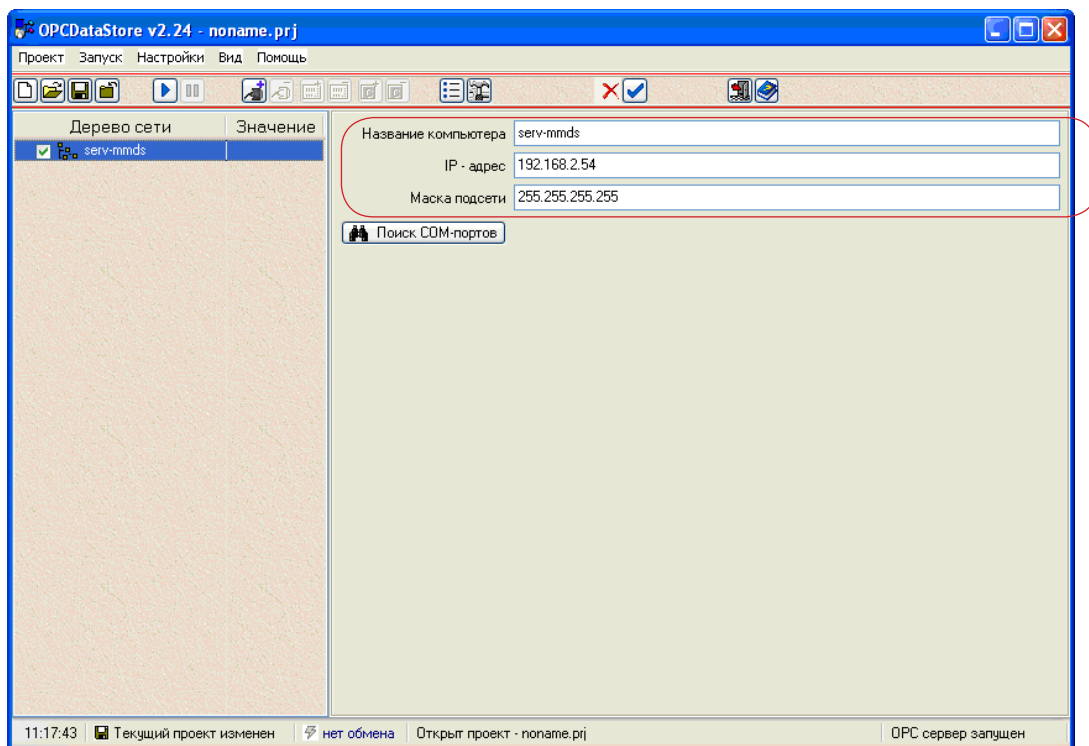 OPCDataStore v2.24 - noname.prj
Проект Запуск Настройки Вид Помощь
Дерево сети Значение
serv-mmds
Название компьютера serv-mmds
IP - адрес 192.168.2.54
Маска подсети 255.255.255.255
Поиск COM-портов
11:17:43 Текущий проект изменен нет обмена Открыт проект - noname.prj OPC сервер запущен